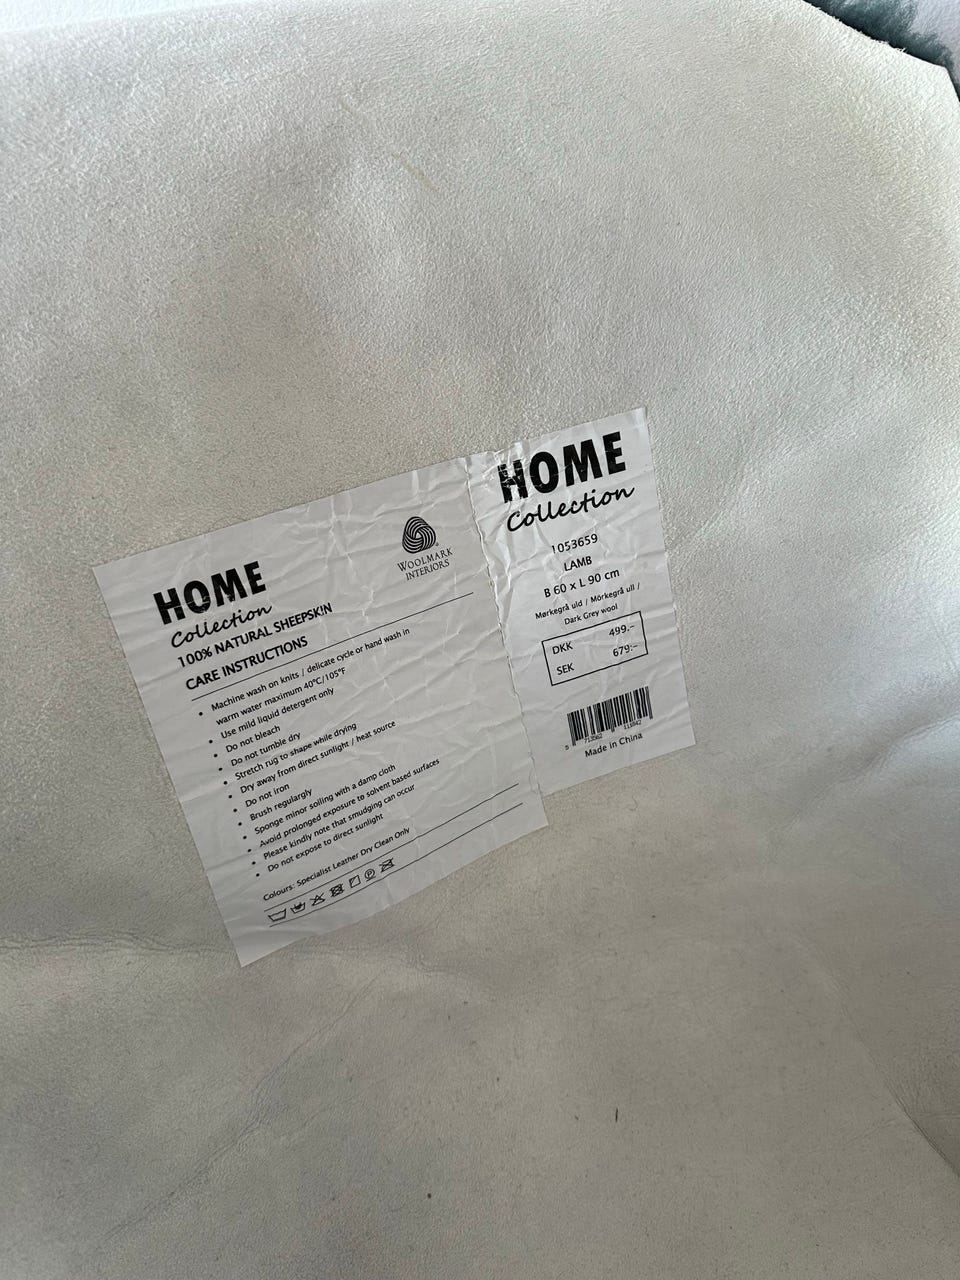 HOME
Collection
WOOLMARK
INTERIORS
100% NATURAL SHEEPSKIN
CARE INSTRUCTIONS
• Machine wash on knits / delicate cycle or hand wash in
warm water maximum 40°C/105°F
• Use mild liquid detergent only
• Do not bleach
• Do not tumble dry
• Stretch rug to shape while drying
• Dry away from direct sunlight / heat source
• Do not iron
• Brush regulargly
• Sponge minor soiling with a damp cloth
• Avoid prolonged exposure to solvent based surfaces
• Please kindly note that smudging can occur
• Do not expose to direct sunlight
Colours: Specialist Leather Dry Clean Only
HOME
Collection
1053659
LAMB
B 60 x L 90 cm
Mørkegrå uld / Mörkegrå ull /
Dark Grey wool
DKK 499.-
SEK 679:-
Made in China